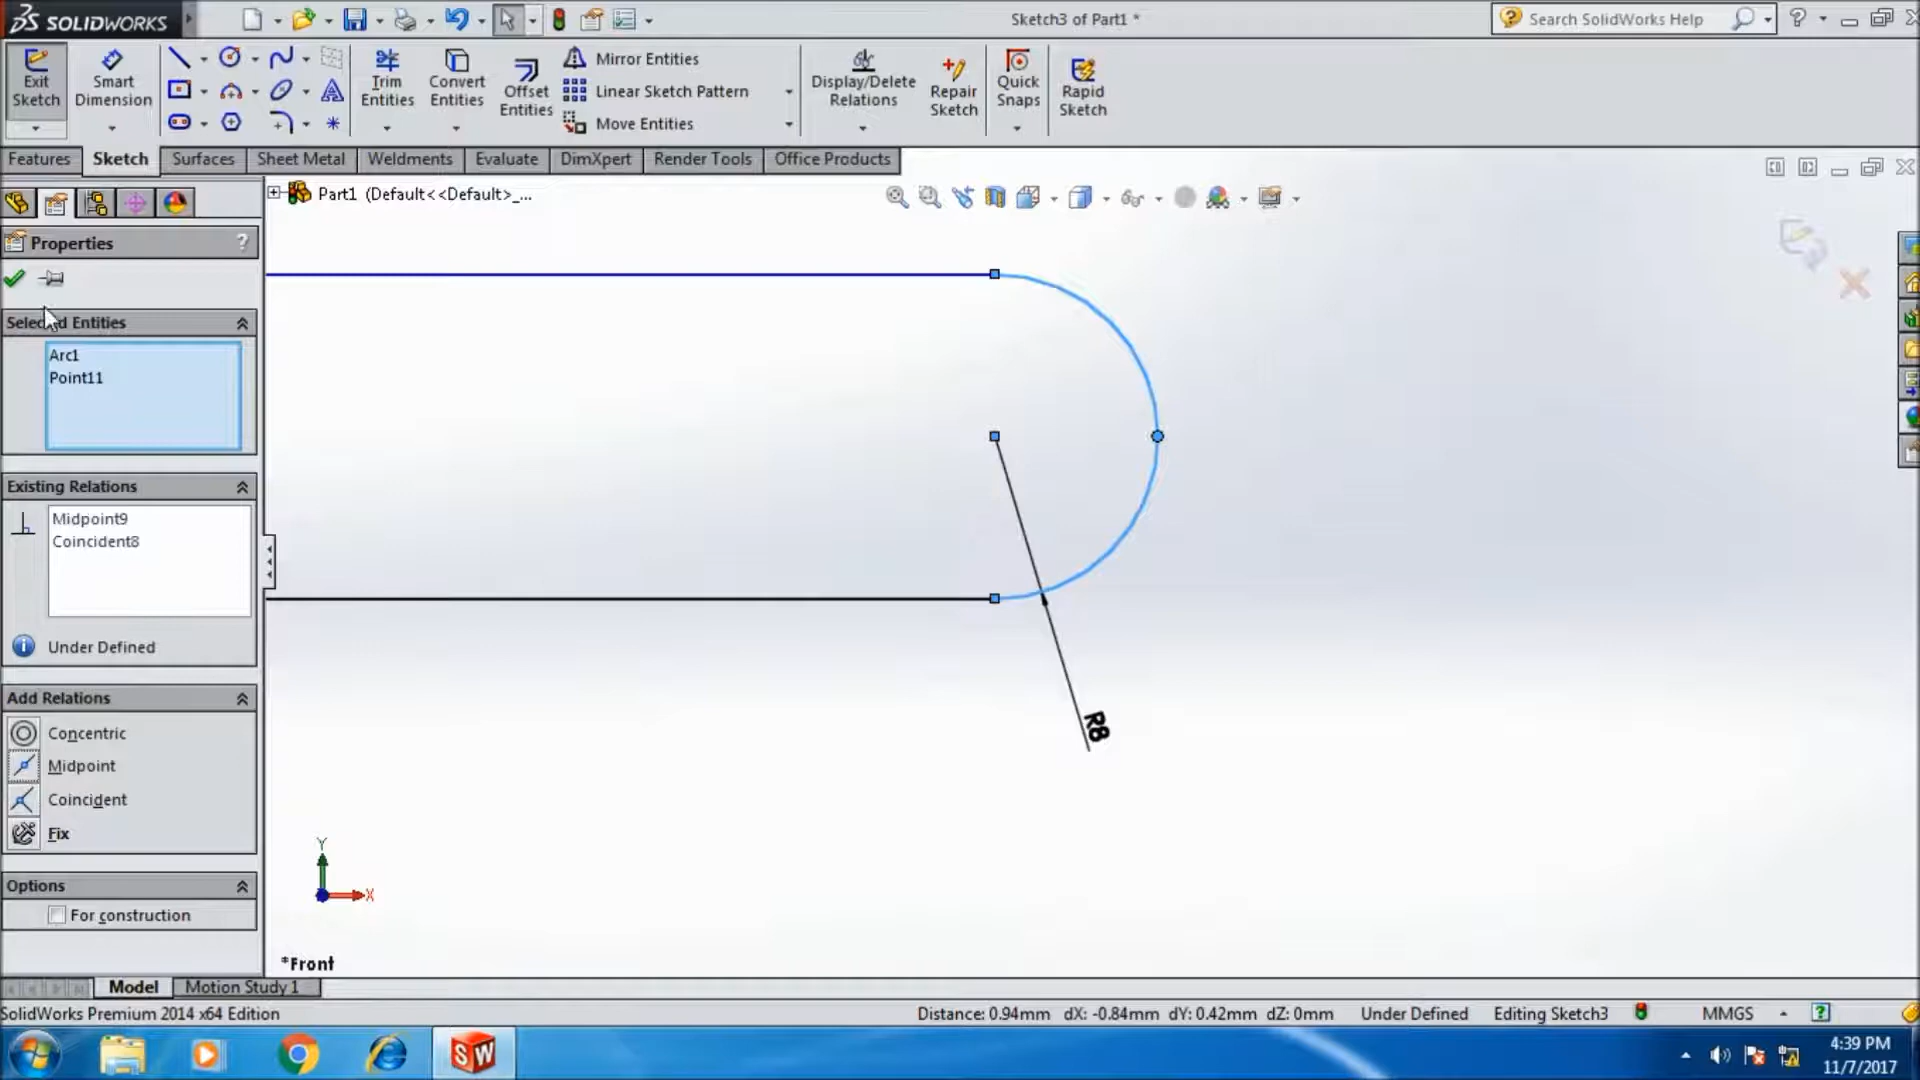 SOLIDWORKS
Sketch3 of Part1 *
Search SolidWorks Help
Exit Sketch
Smart Dimension
Trim Entities
Convert Entities
Offset Entities
Mirror Entities
Linear Sketch Pattern
Move Entities
Display/Delete Relations
Repair Sketch
Quick Snaps
Rapid Sketch
Features
Sketch
Surfaces
Sheet Metal
Weldments
Evaluate
DimXpert
Render Tools
Office Products
Part1 (Default<<Default>_...
Properties
?
Selected Entities
Arc1
Point11
Existing Relations
Midpoint9
Coincident8
Under Defined
Add Relations
Concentric
Midpoint
Coincident
Fix
Options
For construction
R8
Y
X
*Front
Model
Motion Study 1
SolidWorks Premium 2014 x64 Edition
Distance: 0.94mm dX: -0.84mm dY: 0.42mm dZ: 0mm
Under Defined
Editing Sketch3
MMGS
?
SW
4:39 PM
11/7/2017